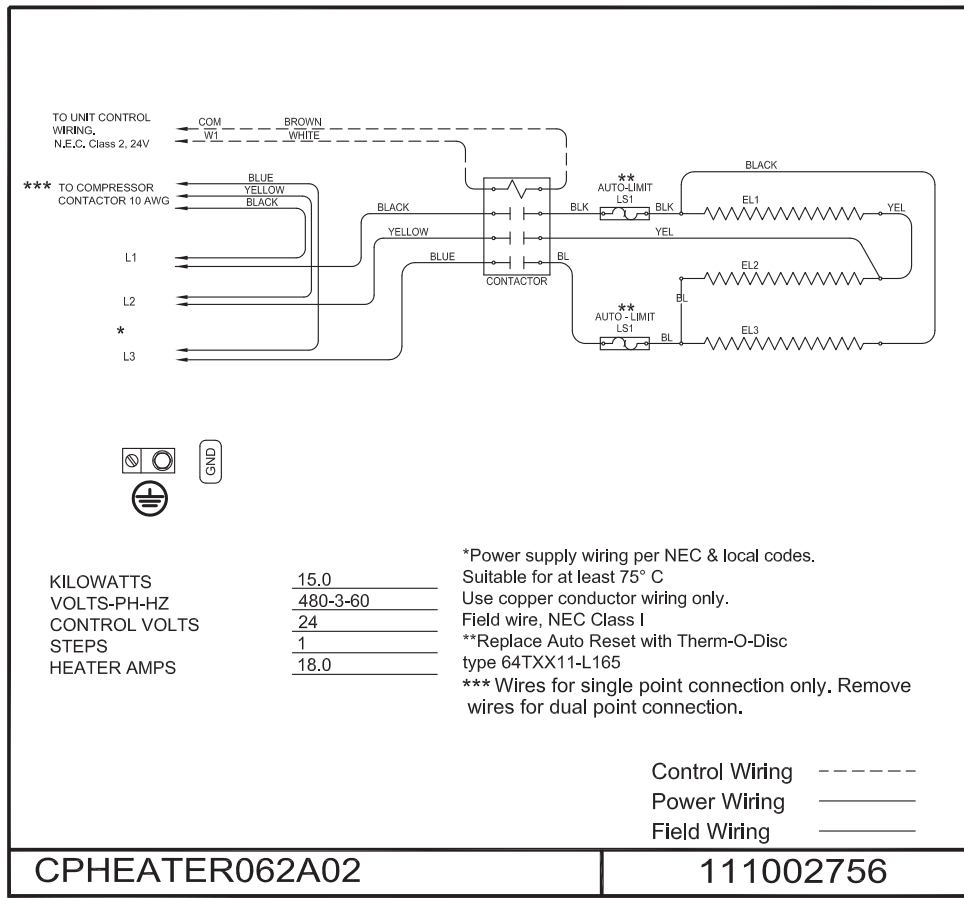 TO UNIT CONTROL
WIRING.
N.E.C. Class 2, 24V
COM BROWN
W1 WHITE
*** TO COMPRESSOR
CONTACTOR 10 AWG
BLUE
YELLOW
BLACK
BLACK
YELLOW
BLUE
L1
L2
*
L3
CONTACTOR
BLK
**
AUTO-LIMIT
LS1
BLK
BLACK
EL1
YEL
YEL
BL
EL2
BL
**
AUTO - LIMIT
LS1
BL
EL3
GND
KILOWATTS 15.0
VOLTS-PH-HZ 480-3-60
CONTROL VOLTS 24
STEPS 1
HEATER AMPS 18.0
*Power supply wiring per NEC & local codes.
Suitable for at least 75° C
Use copper conductor wiring only.
Field wire, NEC Class I
**Replace Auto Reset with Therm-O-Disc
type 64TXX11-L165
*** Wires for single point connection only. Remove
wires for dual point connection.
Control Wiring
Power Wiring
Field Wiring
CPHEATER062A02
111002756